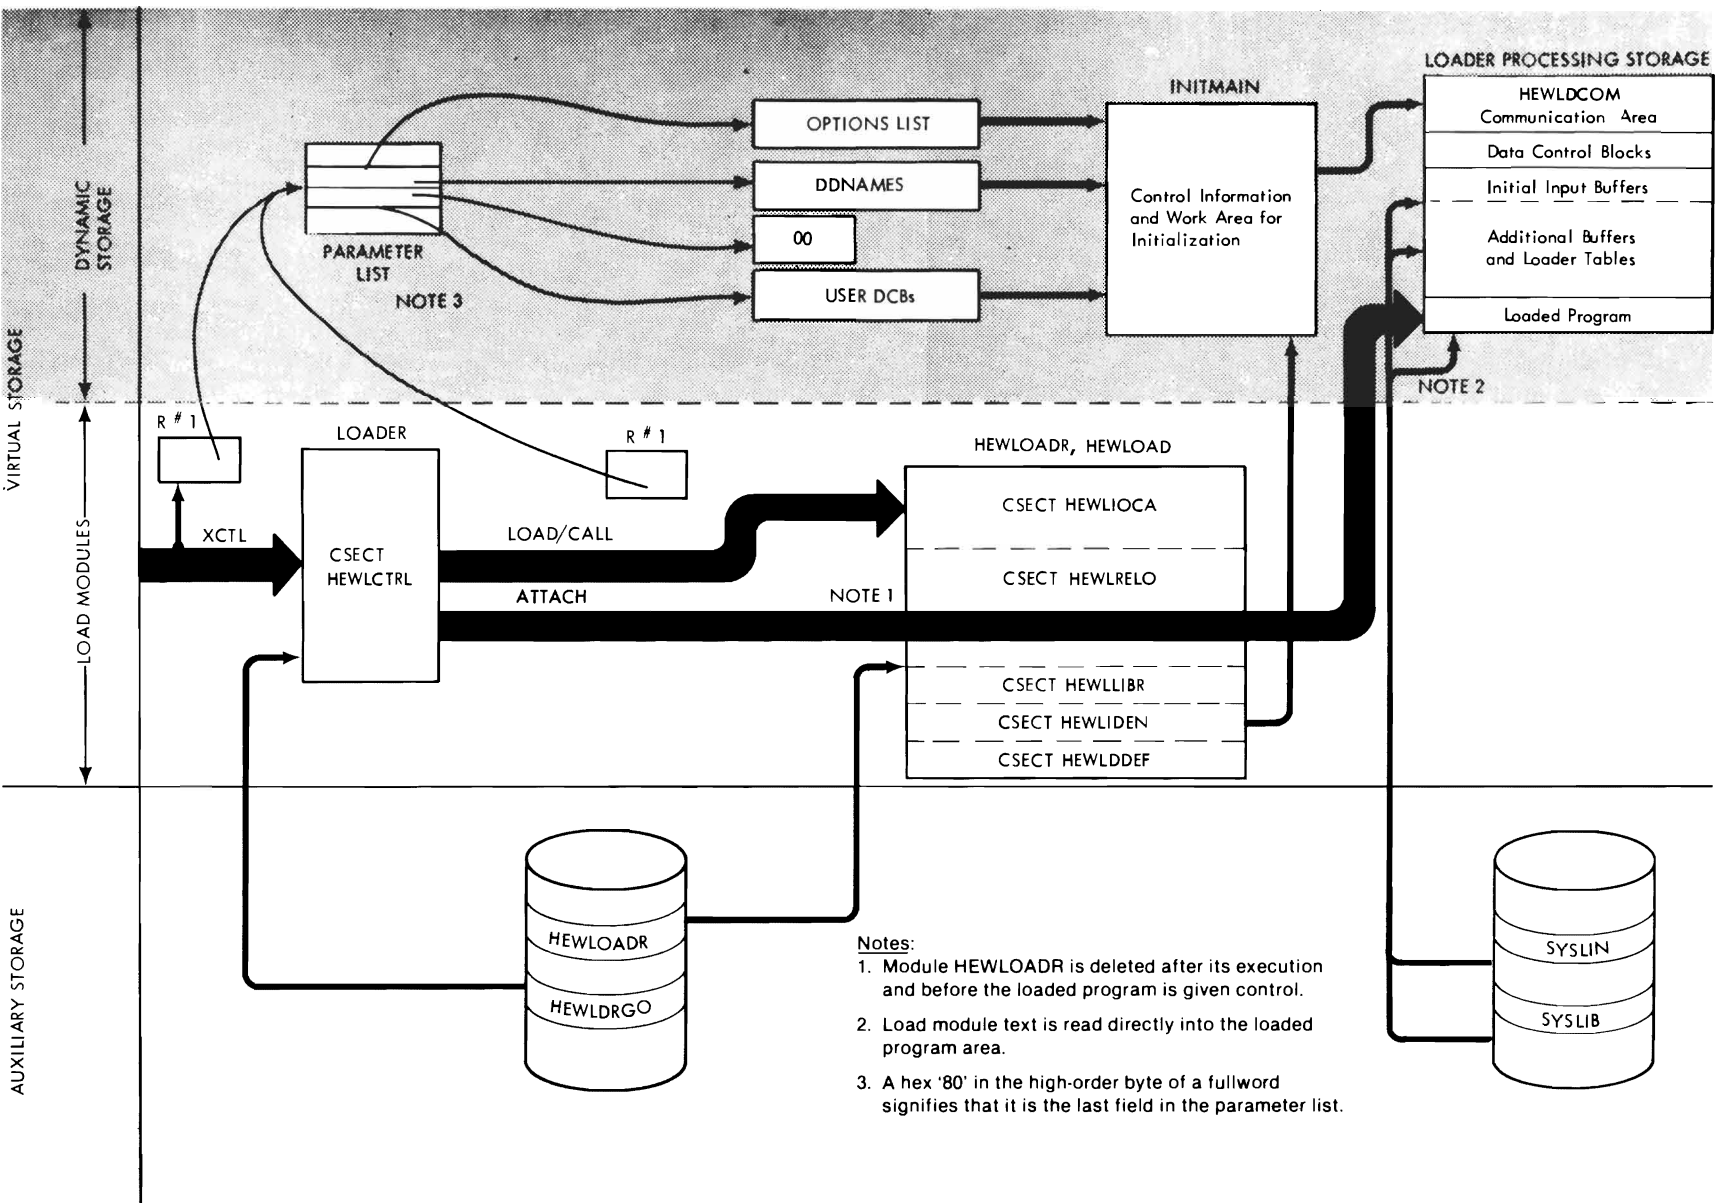 LOADER PROCESSING STORAGE
INITMAIN
HEWLDCOM
Communication Area
OPTIONS LIST
Data Control Blocks
DDNAMES
Initial Input Buffers
Control Information
and Work Area for
Initialization
00
Additional Buffers
and Loader Tables
PARAMETER
LIST
NOTE 3
USER DCBs
Loaded Program
NOTE 2
DYNAMIC
STORAGE
VIRTUAL STORAGE
R # 1
LOADER
R # 1
HEWLOADR, HEWLOAD
CSECT HEWLIOCA
XCTL
LOAD/CALL
CSECT
HEWLCTRL
CSECT HEWLRELO
ATTACH
NOTE 1
LOAD MODULES
CSECT HEWLLIBR
CSECT HEWLIDEN
CSECT HEWLDDEF
AUXILIARY STORAGE
HEWLOADR
HEWLDRGO
SYSLIN
SYSLIB
Notes:
1. Module HEWLOADR is deleted after its execution
and before the loaded program is given control.
2. Load module text is read directly into the loaded
program area.
3. A hex '80' in the high-order byte of a fullword
signifies that it is the last field in the parameter list.